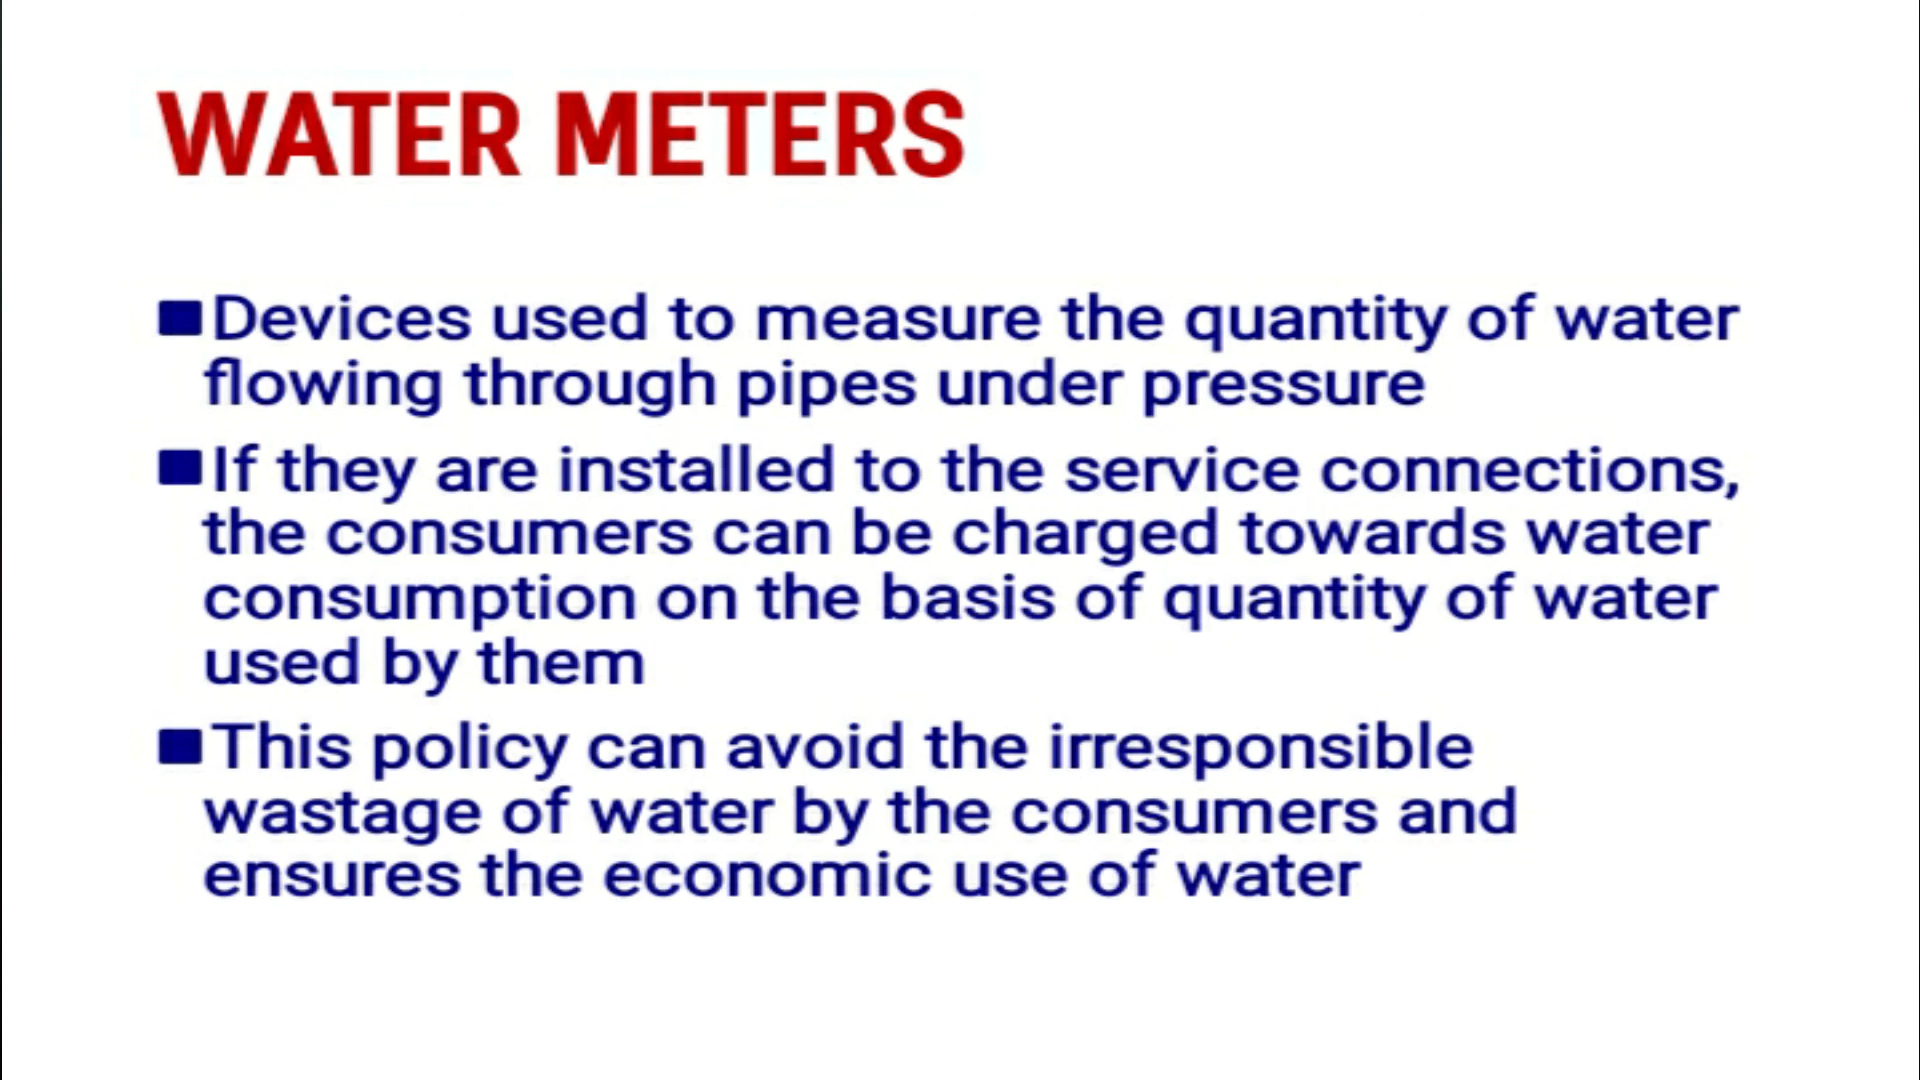 WATER METERS
Devices used to measure the quantity of water
flowing through pipes under pressure
If they are installed to the service connections,
the consumers can be charged towards water
consumption on the basis of quantity of water
used by them
This policy can avoid the irresponsible
wastage of water by the consumers and
ensures the economic use of water